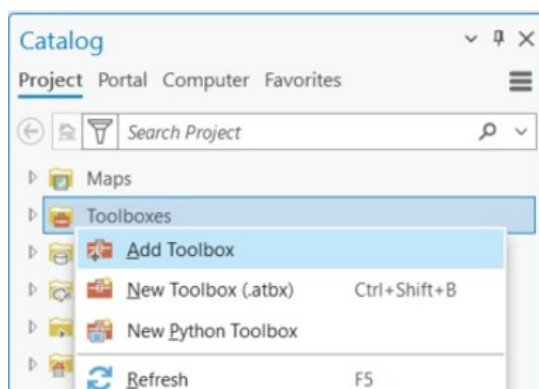 Catalog
Project Portal Computer Favorites
Search Project
Maps
Toolboxes
Add Toolbox
New Toolbox (.atbx) Ctrl+Shift+B
New Python Toolbox
Refresh F5